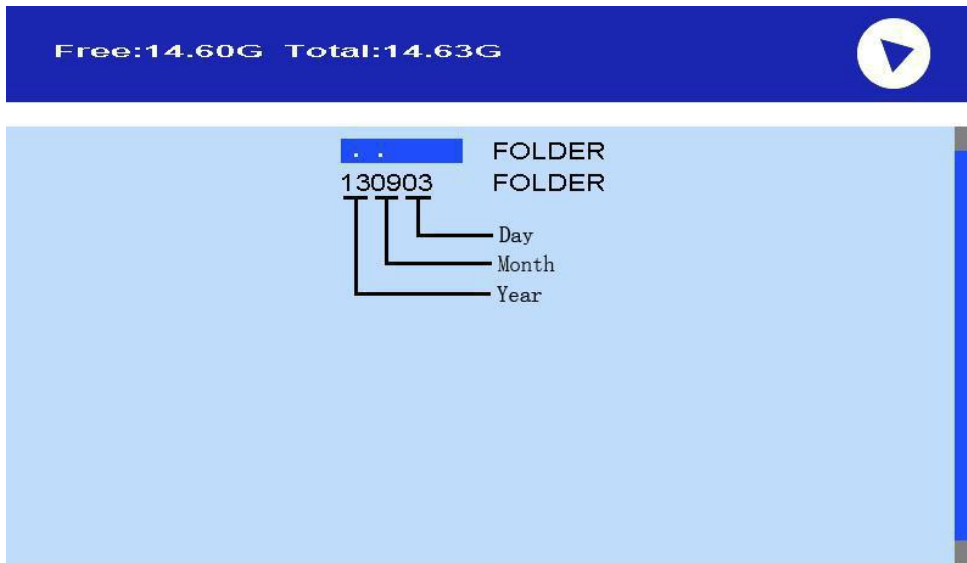 Free:14.60G Total:14.63G
. . FOLDER
130903 FOLDER
Day
Month
Year